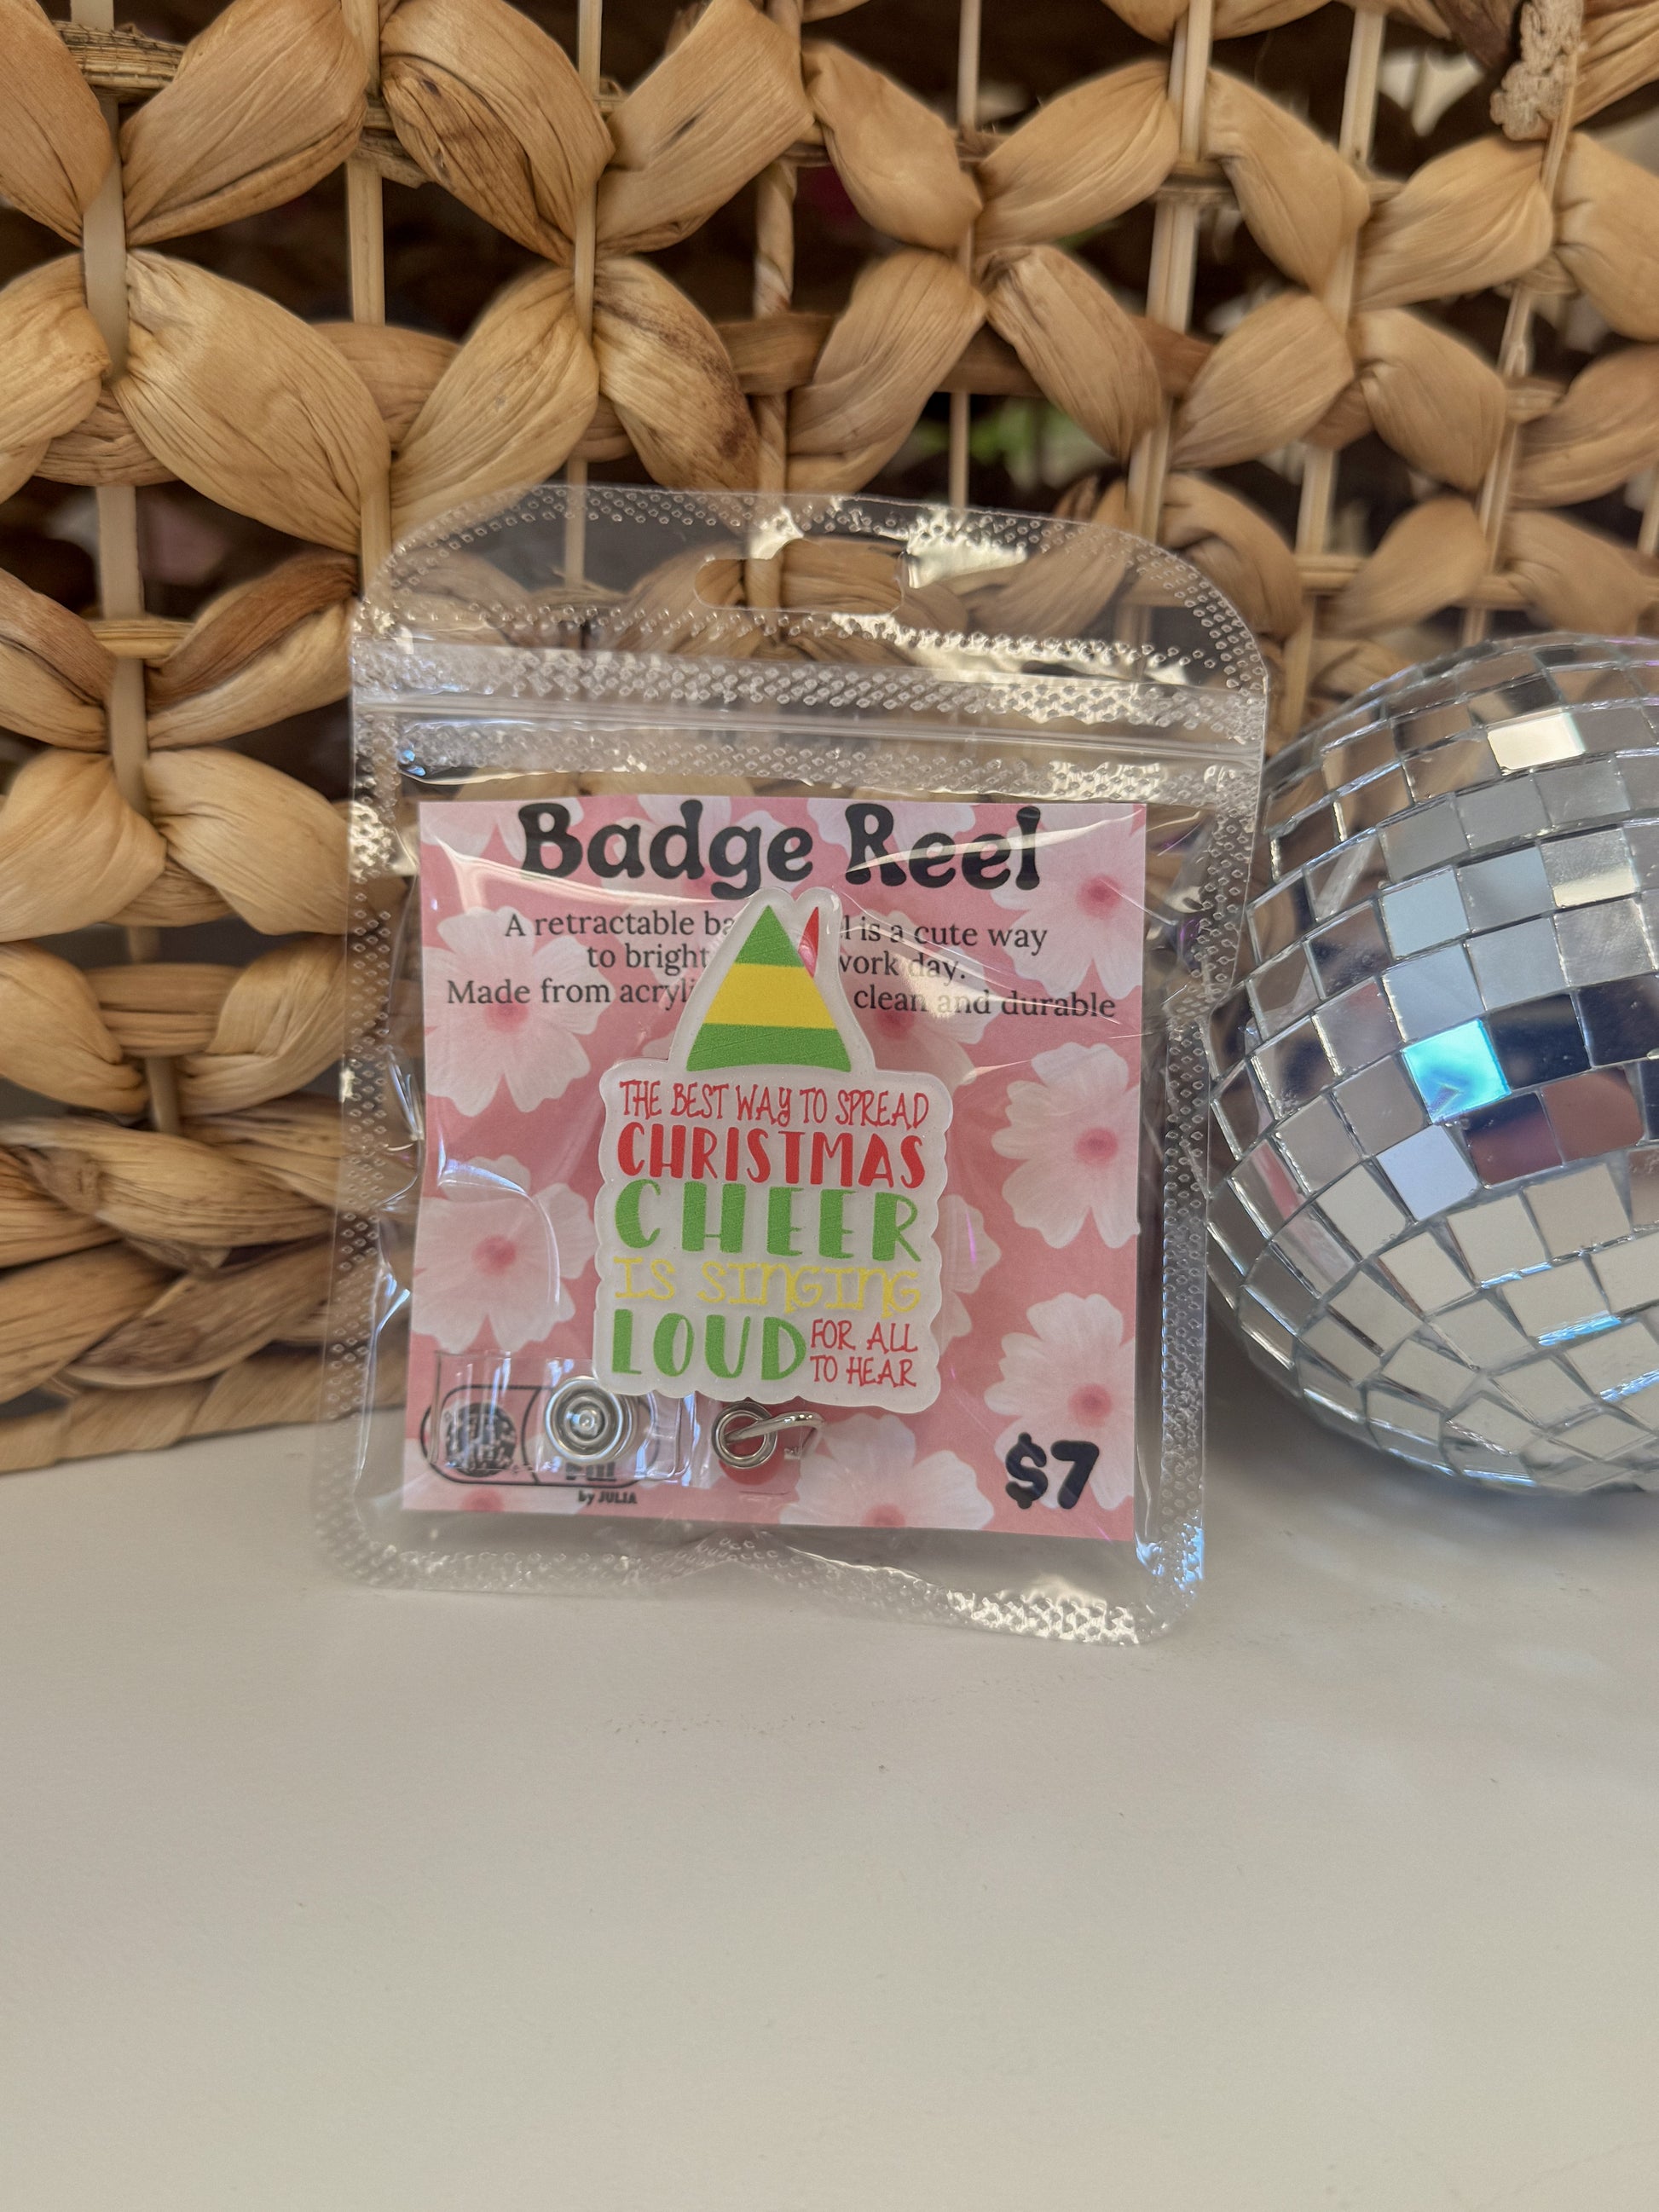 Badge Reel
A retractable ba l is a cute way
to bright work day.
Made from acryli clean and durable
THE BEST WAY TO SPREAD
CHRISTMAS
CHEER
IS SINGING
LOUD FOR ALL
TO HEAR
by JULIA
$7